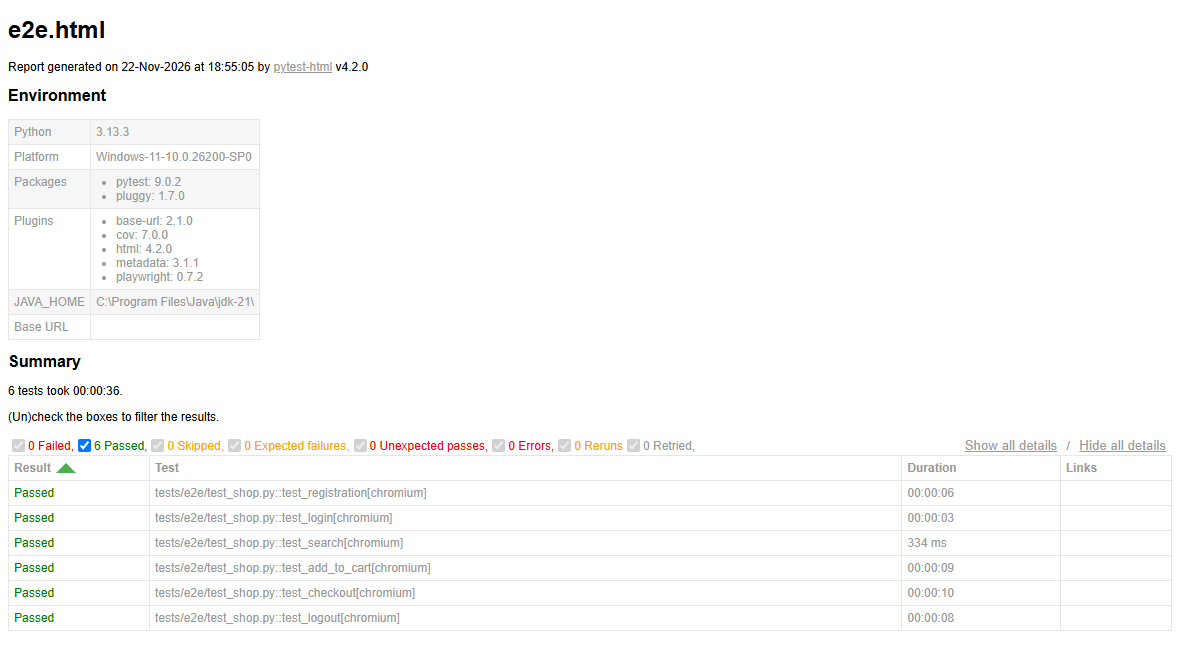 e2e.html
Report generated on 22-Nov-2026 at 18:55:05 by pytest-html v4.2.0
Environment
Python 3.13.3
Platform Windows-11-10.0.26200-SP0
Packages
pytest: 9.0.2
pluggy: 1.7.0
Plugins
base-url: 2.1.0
cov: 7.0.0
html: 4.2.0
metadata: 3.1.1
playwright: 0.7.2
JAVA_HOME C:\Program Files\Java\jdk-21\
Base URL
Summary
6 tests took 00:00:36.
(Un)check the boxes to filter the results.
0 Failed, 6 Passed, 0 Skipped, 0 Expected failures, 0 Unexpected passes, 0 Errors, 0 Reruns 0 Retried, Show all details / Hide all details
Result Test Duration Links
Passed tests/e2e/test_shop.py::test_registration[chromium] 00:00:06
Passed tests/e2e/test_shop.py::test_login[chromium] 00:00:03
Passed tests/e2e/test_shop.py::test_search[chromium] 334 ms
Passed tests/e2e/test_shop.py::test_add_to_cart[chromium] 00:00:09
Passed tests/e2e/test_shop.py::test_checkout[chromium] 00:00:10
Passed tests/e2e/test_shop.py::test_logout[chromium] 00:00:08